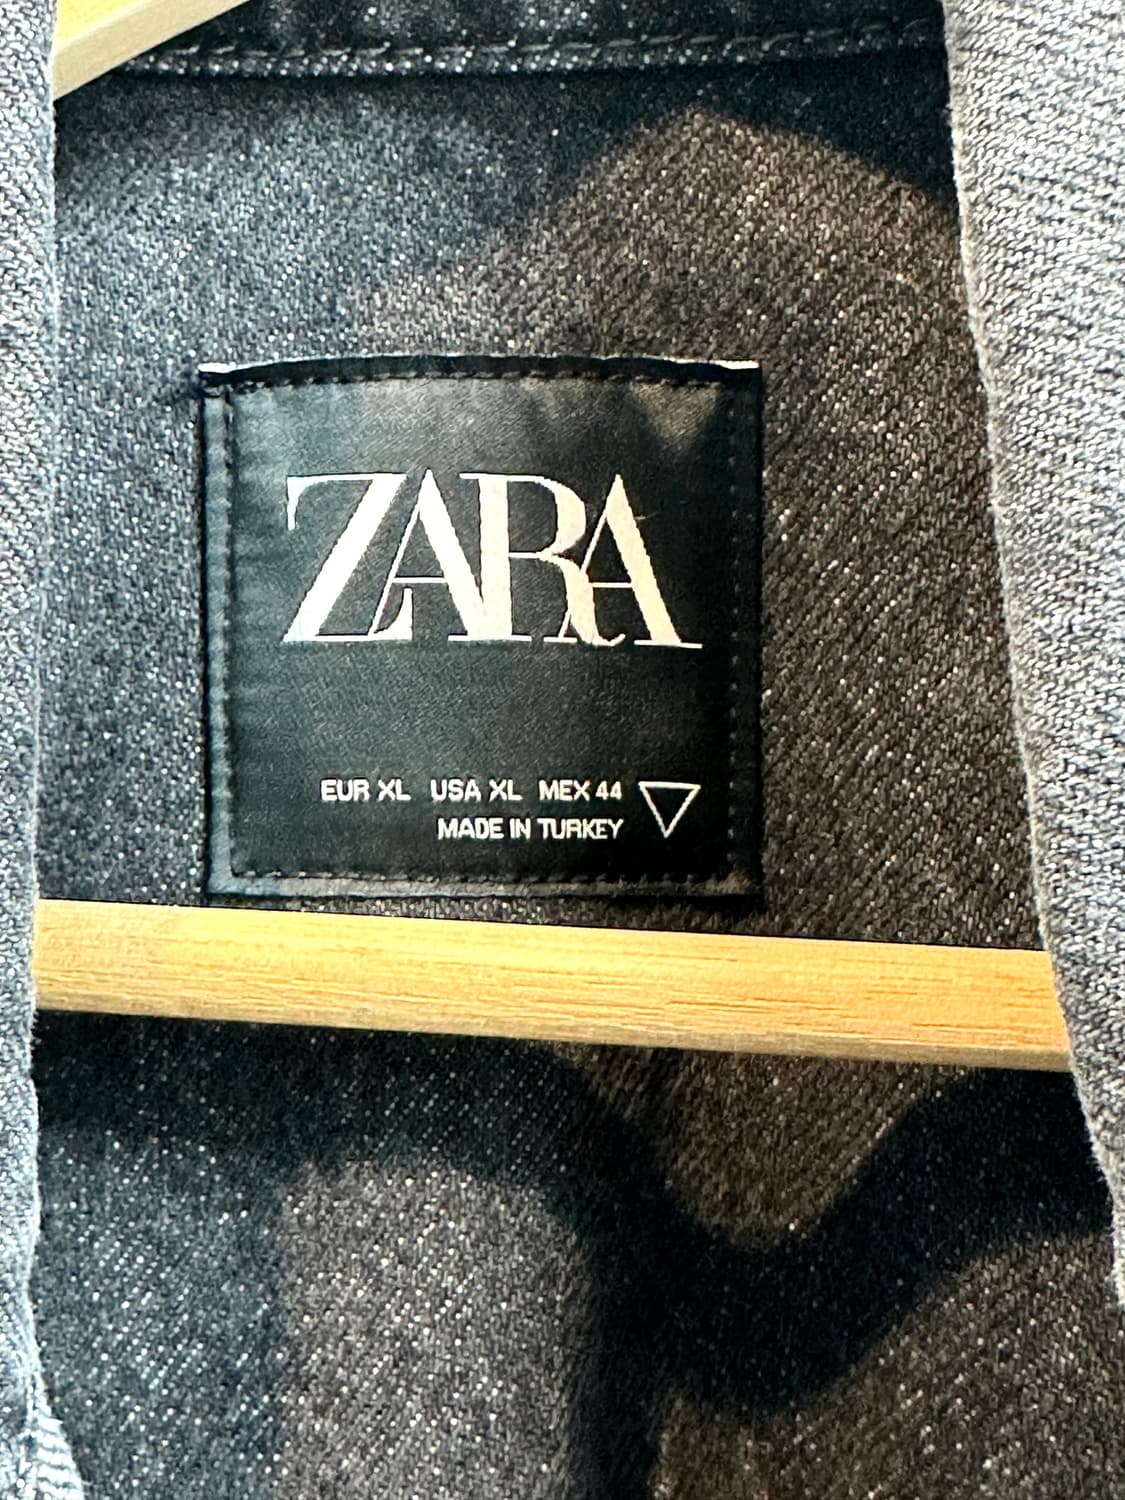 ZARA
EUR XL USA XL MEX 44
MADE IN TURKEY